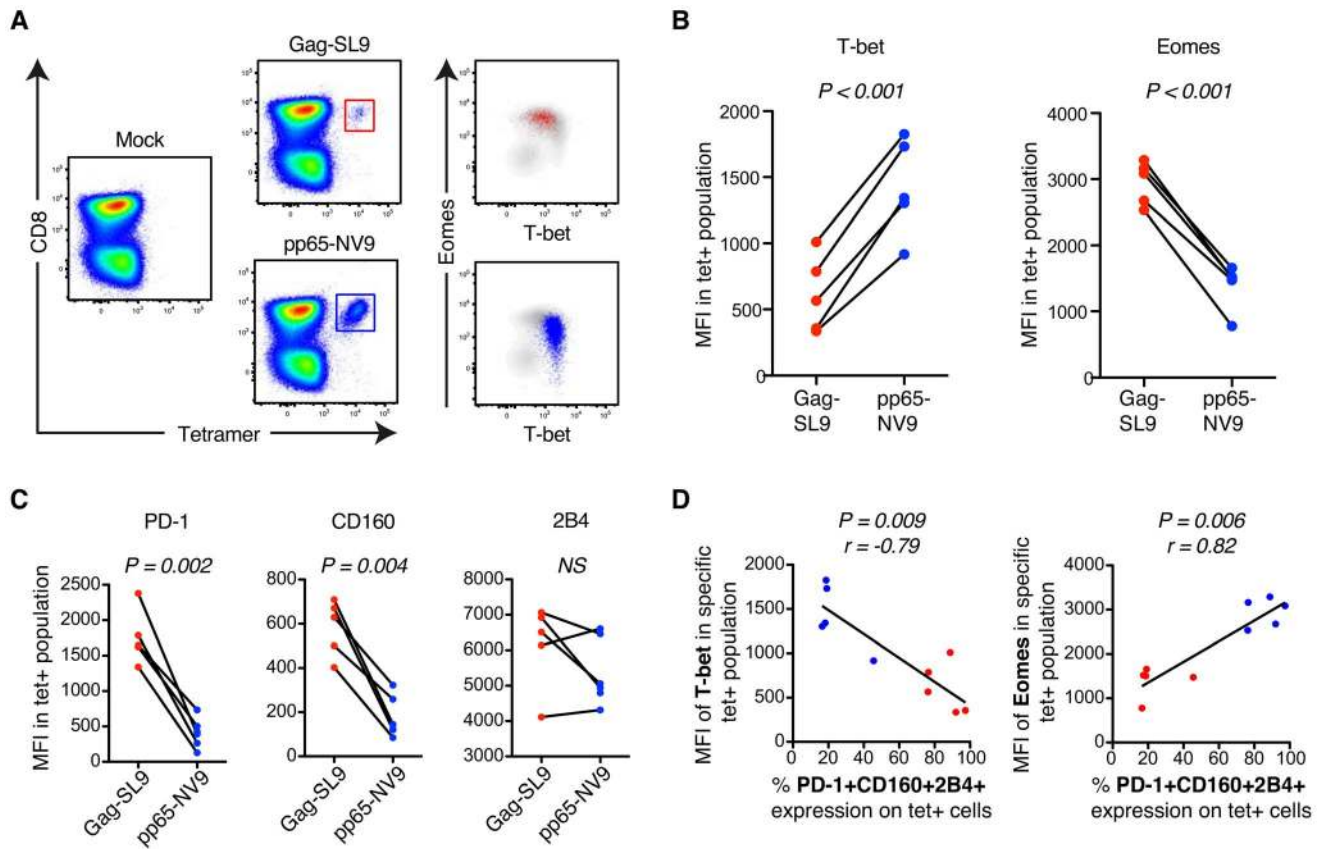 A
Gag-SL9
Mock
pp65-NV9
CD8
Tetramer
Eomes
T-bet
T-bet
B
T-bet
P < 0.001
MFI in tet+ population
2000
1500
1000
500
0
Gag-
SL9
pp65-
NV9
Eomes
P < 0.001
MFI in tet+ population
4000
3000
2000
1000
0
Gag-
SL9
pp65-
NV9
C
PD-1
P = 0.002
MFI in tet+ population
2500
2000
1500
1000
500
0
Gag-SL9
pp65-NV9
CD160
P = 0.004
800
600
400
200
0
Gag-SL9
pp65-NV9
2B4
NS
9000
8000
7000
6000
5000
4000
3000
Gag-SL9
pp65-NV9
D
P = 0.009
r = -0.79
MFI of T-bet in specific
tet+ population
2000
1500
1000
500
0
0 20 40 60 80 100
% PD-1+CD160+2B4+
expression on tet+ cells
P = 0.006
r = 0.82
MFI of Eomes in specific
tet+ population
4000
3000
2000
1000
0
0 20 40 60 80 100
% PD-1+CD160+2B4+
expression on tet+ cells